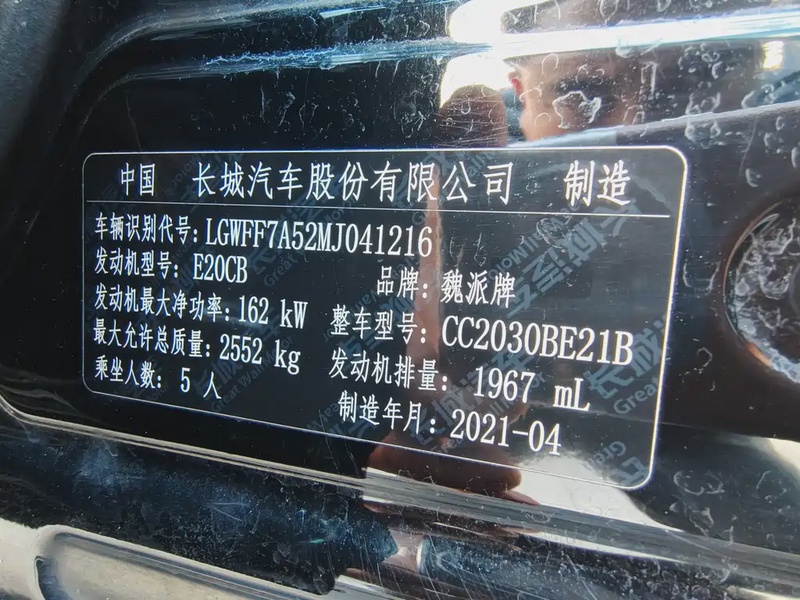 中国 长城汽车股份有限公司 制造
车辆识别代号: LGWFF7A52MJ041216
发动机型号: E20CB 品牌: 魏派牌
发动机最大净功率: 162 kW 整车型号: CC2030BE21B
最大允许总质量: 2552 kg 发动机排量: 1967 mL
乘坐人数: 5 人 制造年月: 2021-04